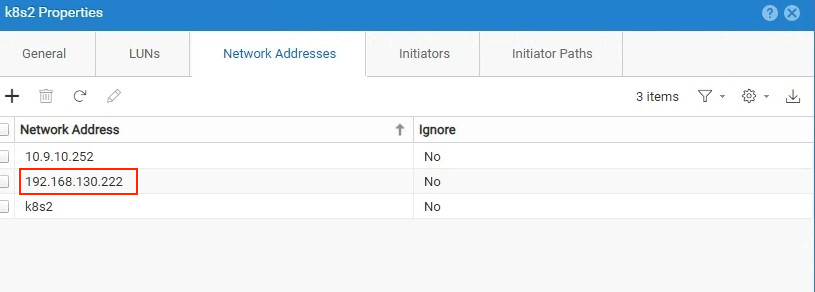 k8s2 Properties
General LUNs Network Addresses Initiators Initiator Paths
3 items
Network Address Ignore
10.9.10.252 No
192.168.130.222 No
k8s2 No